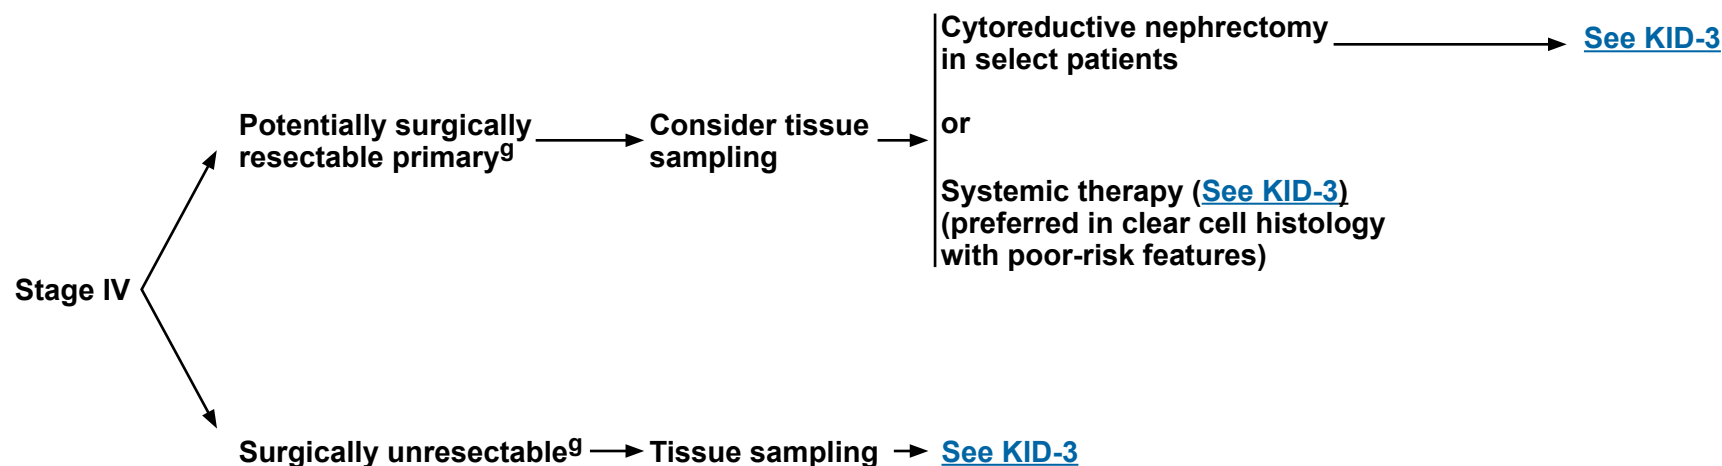 Stage IV
Potentially surgically
resectable primaryg
Consider tissue
sampling
Cytoreductive nephrectomy
in select patients
See KID-3
or
Systemic therapy (See KID-3)
(preferred in clear cell histology
with poor-risk features)
Surgically unresectableg
Tissue sampling
See KID-3